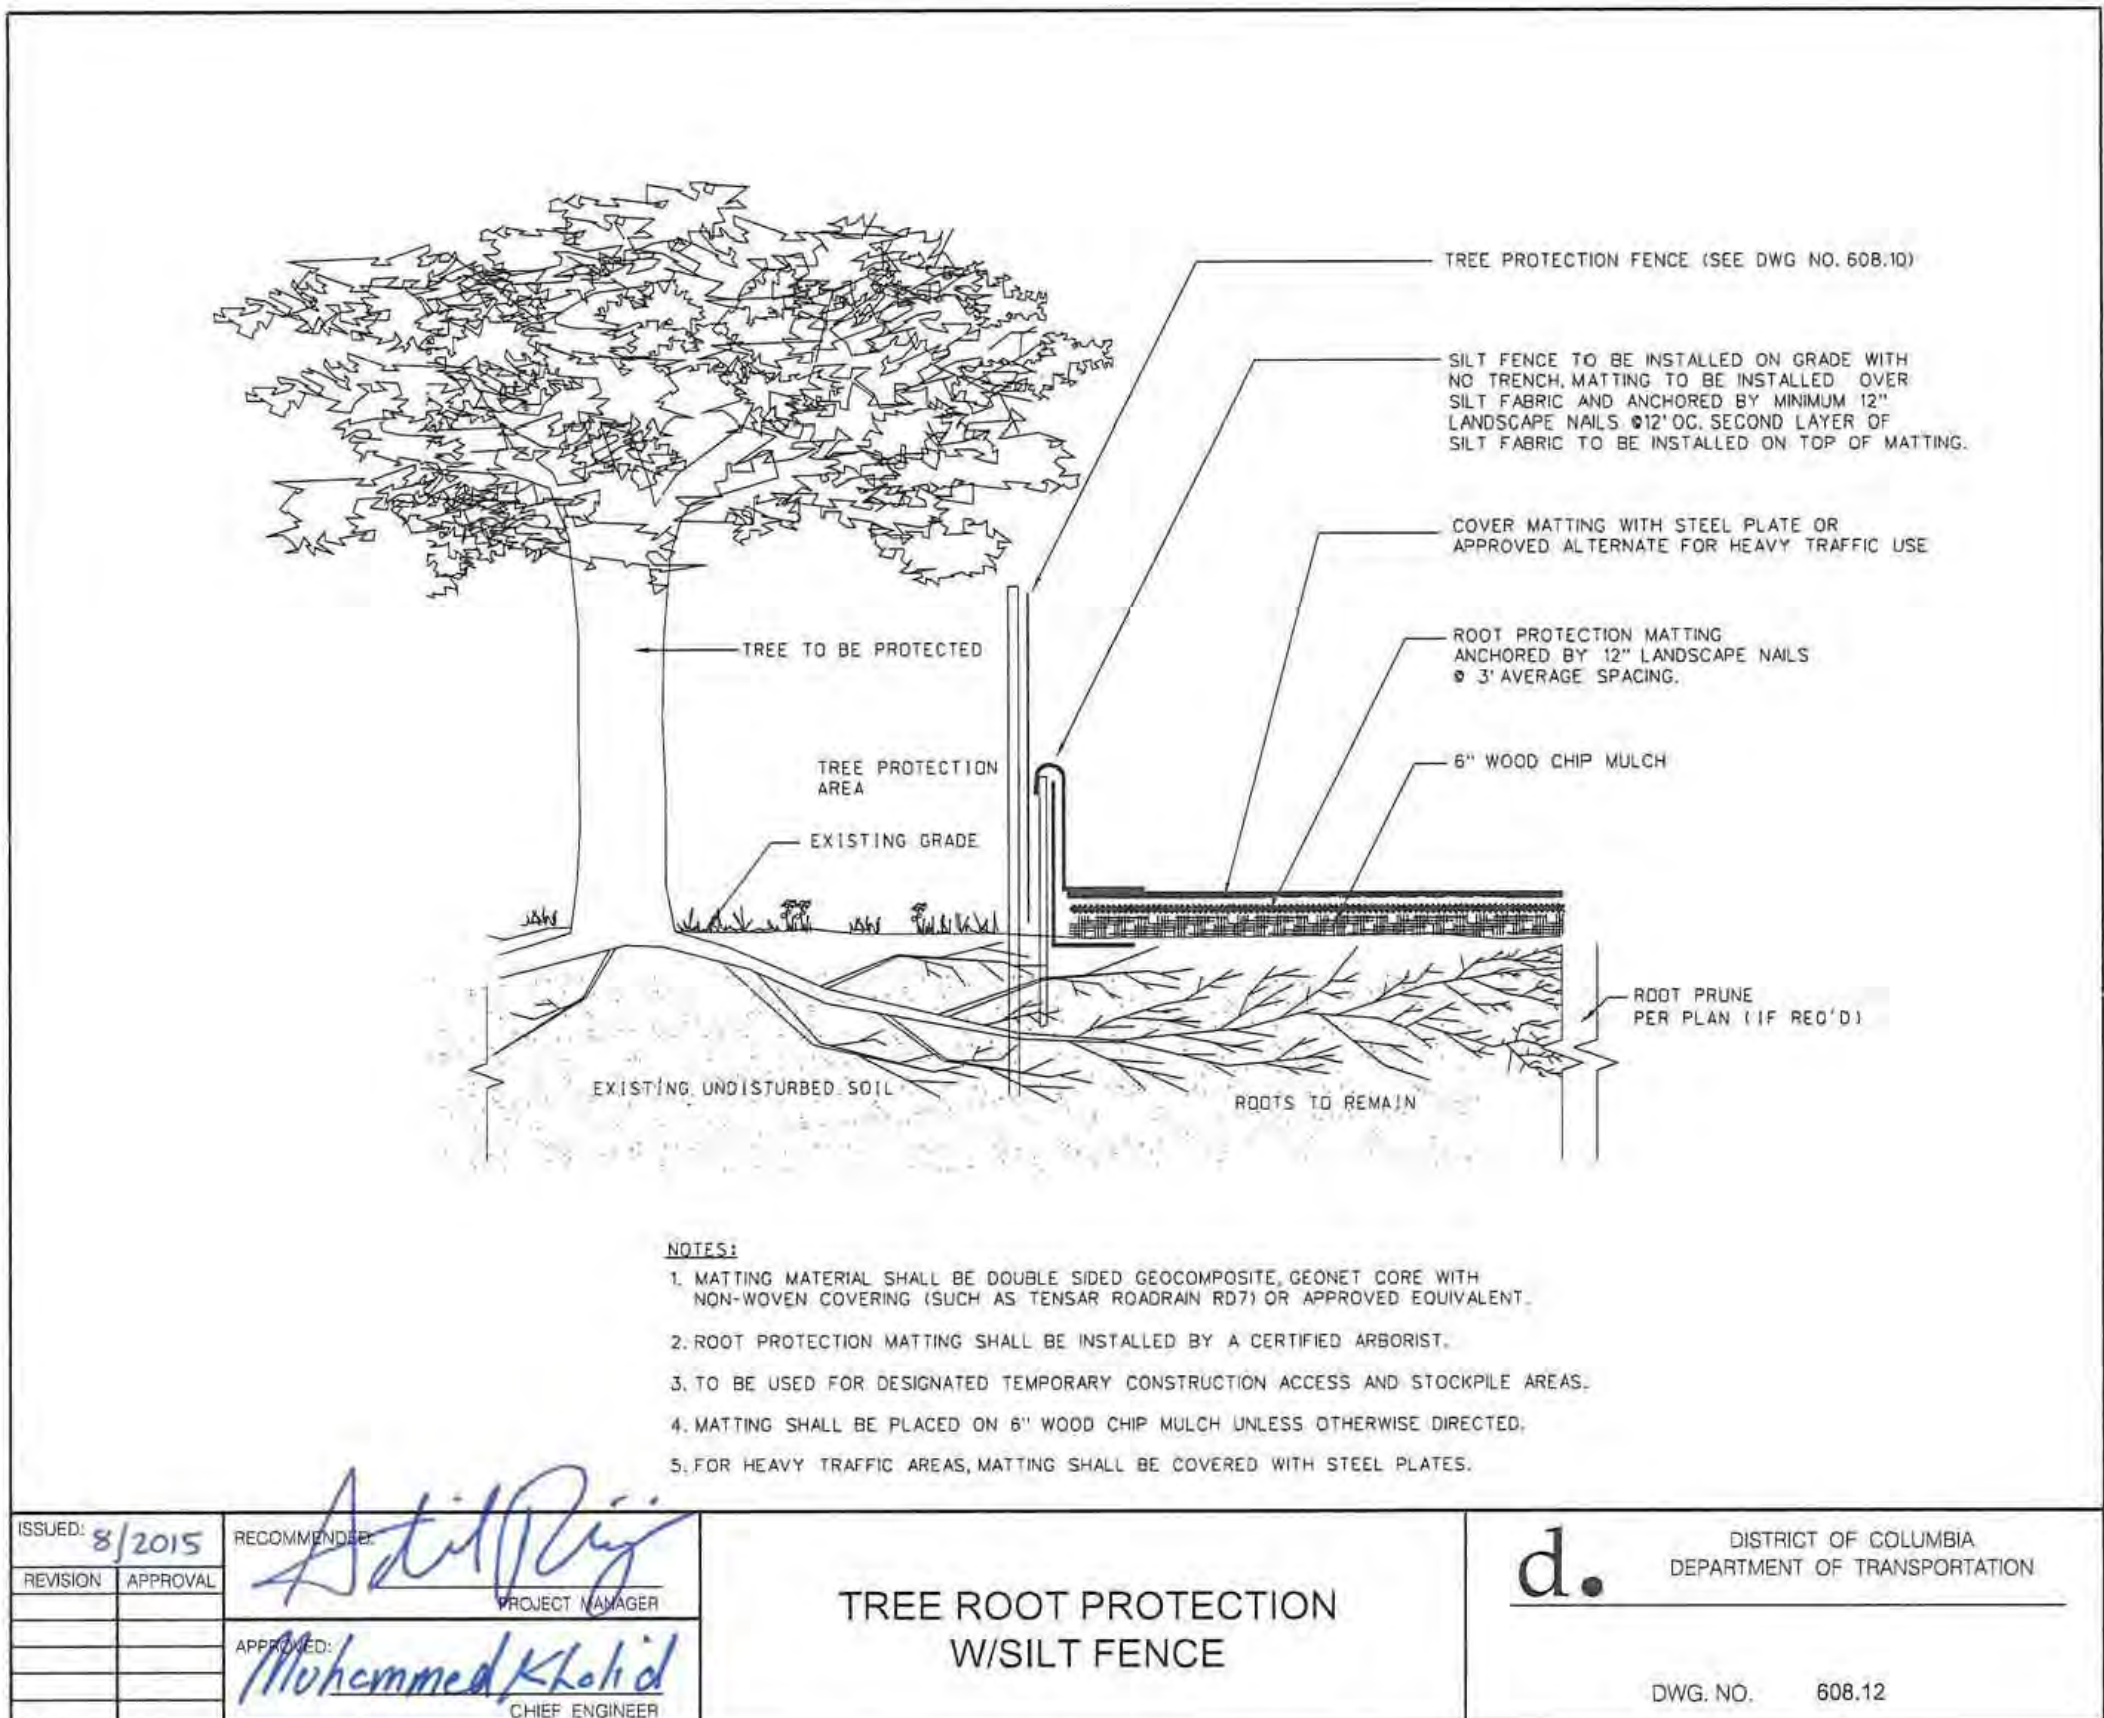 TREE PROTECTION FENCE (SEE DWG NO. 608.10)
SILT FENCE TO BE INSTALLED ON GRADE WITH
NO TRENCH. MATTING TO BE INSTALLED OVER
SILT FABRIC AND ANCHORED BY MINIMUM 12"
LANDSCAPE NAILS @12' OC. SECOND LAYER OF
SILT FABRIC TO BE INSTALLED ON TOP OF MATTING.
COVER MATTING WITH STEEL PLATE OR
APPROVED ALTERNATE FOR HEAVY TRAFFIC USE
ROOT PROTECTION MATTING
ANCHORED BY 12" LANDSCAPE NAILS
@ 3' AVERAGE SPACING.
TREE TO BE PROTECTED
6" WOOD CHIP MULCH
TREE PROTECTION
AREA
EXISTING GRADE
ROOT PRUNE
PER PLAN (IF REQ'D)
EXISTING UNDISTURBED SOIL
ROOTS TO REMAIN
NOTES:
1. MATTING MATERIAL SHALL BE DOUBLE SIDED GEOCOMPOSITE, GEONET CORE WITH
NON-WOVEN COVERING (SUCH AS TENSAR ROADRAIN RD7) OR APPROVED EQUIVALENT.
2. ROOT PROTECTION MATTING SHALL BE INSTALLED BY A CERTIFIED ARBORIST.
3. TO BE USED FOR DESIGNATED TEMPORARY CONSTRUCTION ACCESS AND STOCKPILE AREAS.
4. MATTING SHALL BE PLACED ON 6" WOOD CHIP MULCH UNLESS OTHERWISE DIRECTED.
5. FOR HEAVY TRAFFIC AREAS, MATTING SHALL BE COVERED WITH STEEL PLATES.
ISSUED: 8/2015
REVISION APPROVAL
RECOMMENDED:
PROJECT MANAGER
APPROVED:
Muhammed Khalid
CHIEF ENGINEER
TREE ROOT PROTECTION
W/SILT FENCE
d.
DISTRICT OF COLUMBIA
DEPARTMENT OF TRANSPORTATION
DWG. NO. 608.12